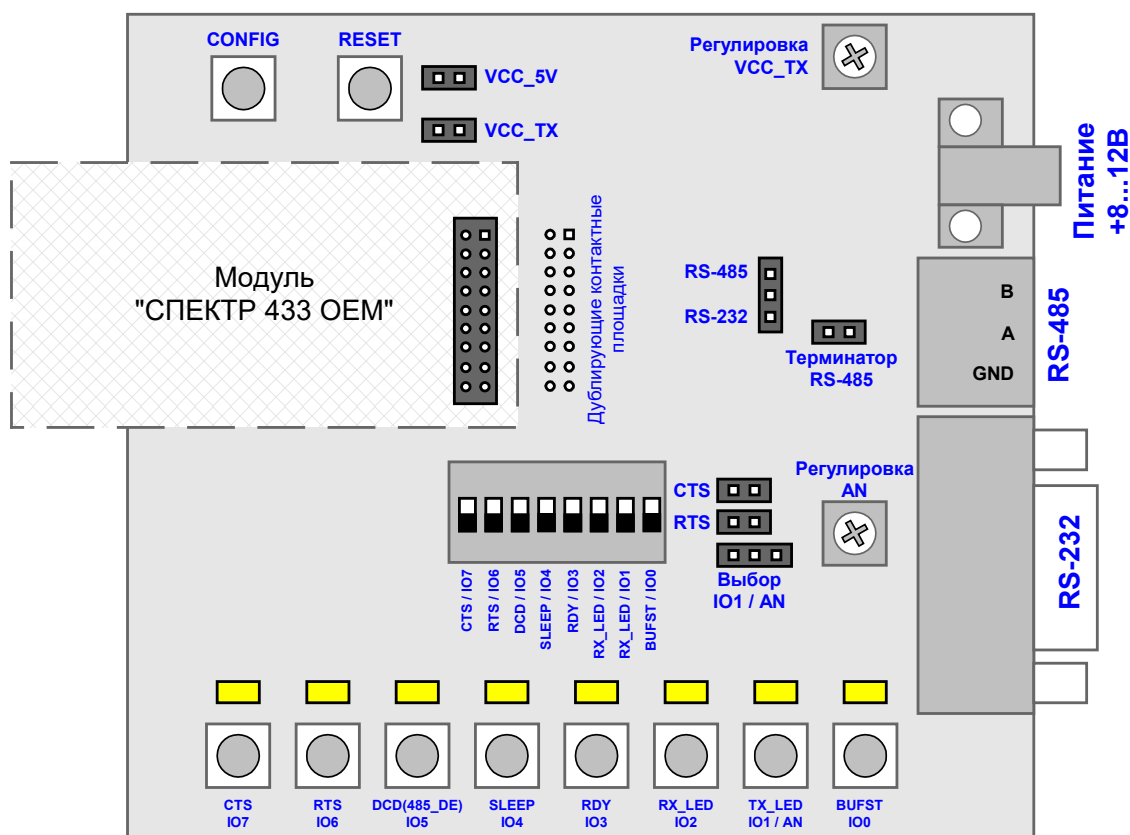 CONFIG
RESET
VCC_5V
VCC_TX
Регулировка
VCC_TX
Питание
+8...12В
Модуль
"СПЕКТР 433 OEM"
Дублирующие контактные
площадки
RS-485
RS-232
Терминатор
RS-485
B
A
GND
RS-485
CTS
RTS
Выбор
IO1 / AN
Регулировка
AN
RS-232
CTS / IO7
RTS / IO6
DCD / IO5
SLEEP / IO4
RDY / IO3
RX_LED / IO2
RX_LED / IO1
BUFST / IO0
CTS
IO7
RTS
IO6
DCD(485_DE)
IO5
SLEEP
IO4
RDY
IO3
RX_LED
IO2
TX_LED
IO1 / AN
BUFST
IO0